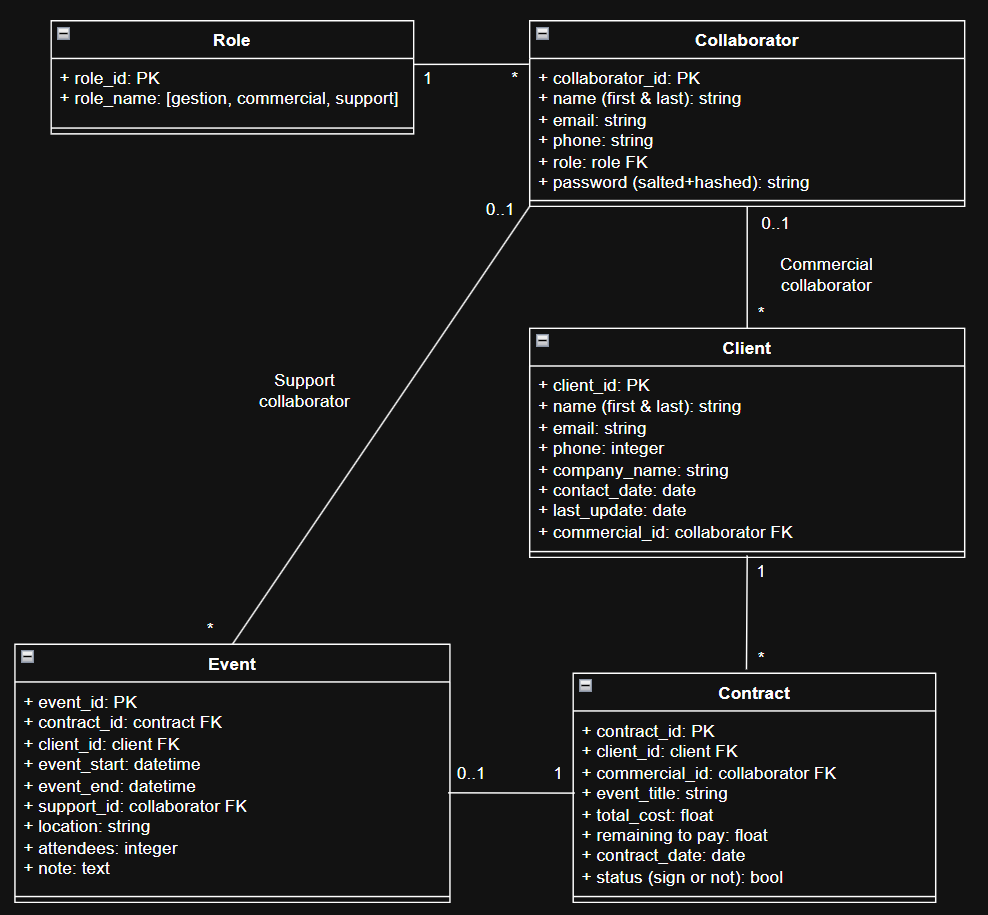 Role
+ role_id: PK
+ role_name: [gestion, commercial, support]
1
*
Collaborator
+ collaborator_id: PK
+ name (first & last): string
+ email: string
+ phone: string
+ role: role FK
+ password (salted+hashed): string
0..1
0..1
Commercial
collaborator
*
Support
collaborator
*
Client
+ client_id: PK
+ name (first & last): string
+ email: string
+ phone: integer
+ company_name: string
+ contact_date: date
+ last_update: date
+ commercial_id: collaborator FK
1
*
Event
+ event_id: PK
+ contract_id: contract FK
+ client_id: client FK
+ event_start: datetime
+ event_end: datetime
+ support_id: collaborator FK
+ location: string
+ attendees: integer
+ note: text
0..1
1
Contract
+ contract_id: PK
+ client_id: client FK
+ commercial_id: collaborator FK
+ event_title: string
+ total_cost: float
+ remaining to pay: float
+ contract_date: date
+ status (sign or not): bool